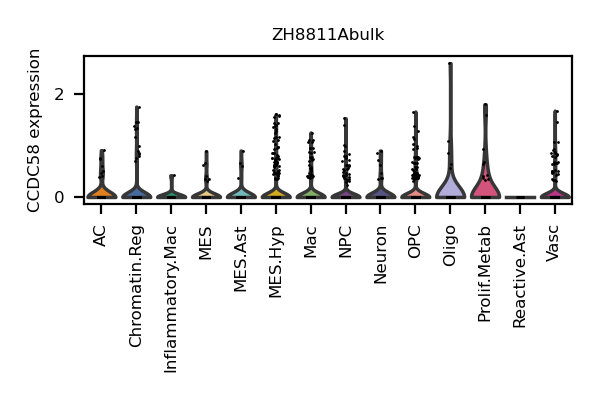 ZH8811Abulk
CCDC58 expression
2
0
AC
Chromatin.Reg
Inflammatory.Mac
MES
MES.Ast
MES.Hyp
Mac
NPC
Neuron
OPC
Oligo
Prolif.Metab
Reactive.Ast
Vasc